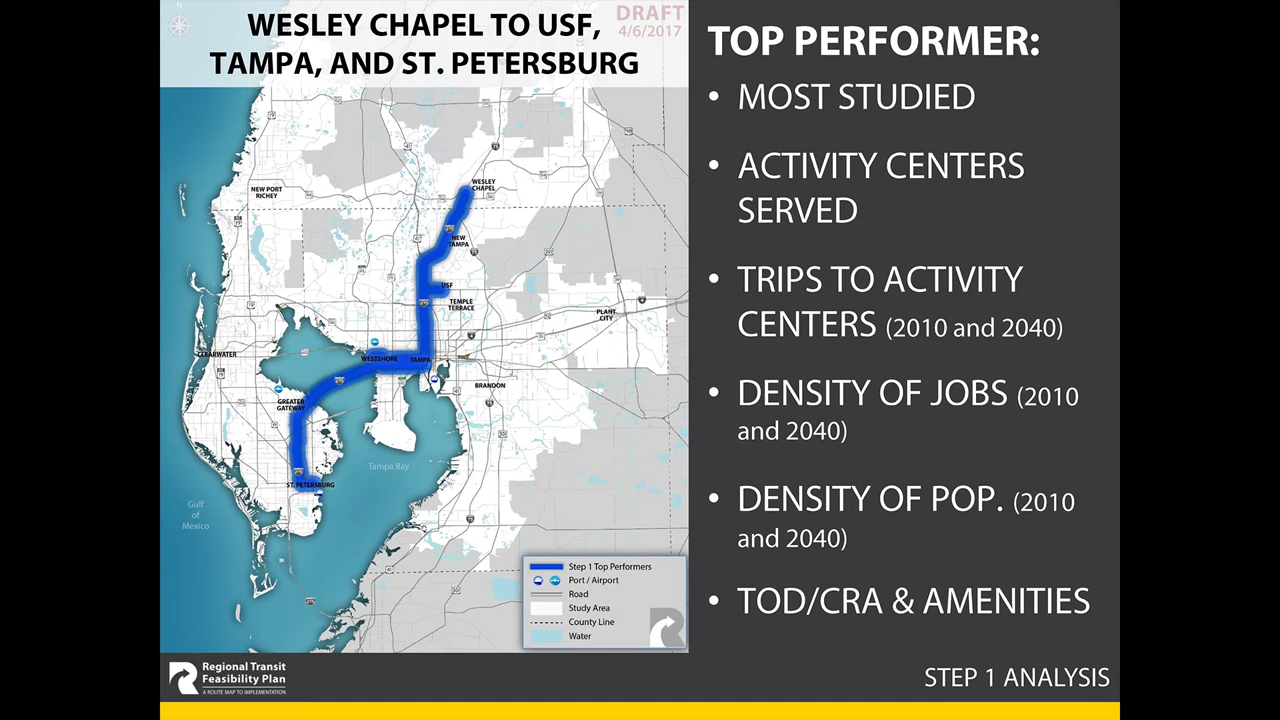 WESLEY CHAPEL TO USF,
TAMPA, AND ST. PETERSBURG
DRAFT
4/6/2017
N
WESLEY
CHAPEL
NEW PORT
RICHEY
NEW
TAMPA
USF
TEMPLE
TERRACE
PLANT
CITY
CLEARWATER
WESTSHORE
TAMPA
BRANDON
GREATER
GATEWAY
Tampa Bay
ST. PETERSBURG
Gulf
of
Mexico
Step 1 Top Performers
Port / Airport
Road
Study Area
County Line
Water
TOP PERFORMER:
• MOST STUDIED
• ACTIVITY CENTERS
SERVED
• TRIPS TO ACTIVITY
CENTERS (2010 and 2040)
• DENSITY OF JOBS (2010
and 2040)
• DENSITY OF POP. (2010
and 2040)
• TOD/CRA & AMENITIES
Regional Transit
Feasibility Plan
A ROUTE MAP TO IMPLEMENTATION
STEP 1 ANALYSIS